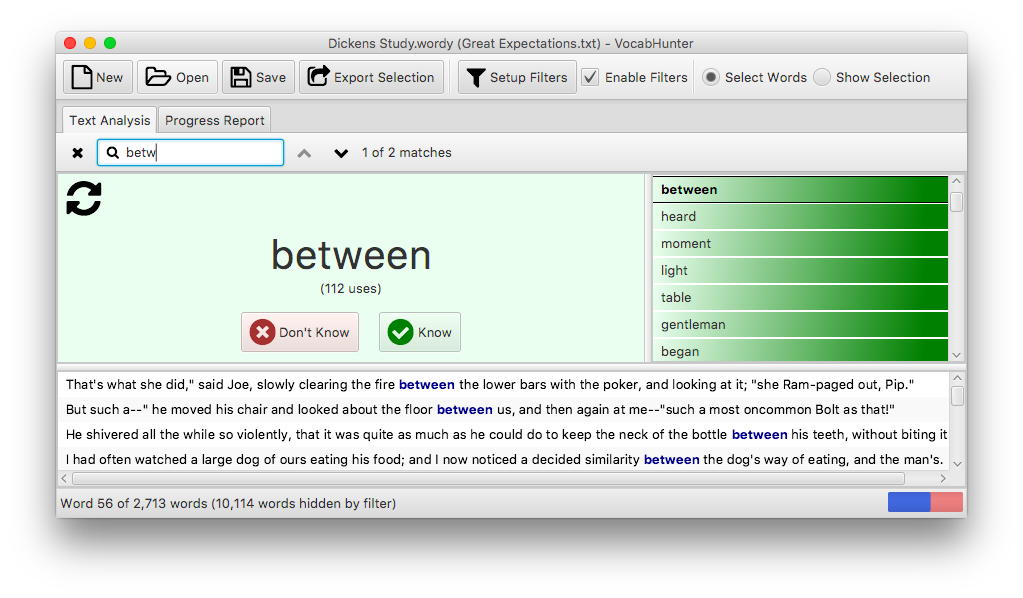 Dickens Study.wordy (Great Expectations.txt) - VocabHunter
New Open Save Export Selection Setup Filters Enable Filters Select Words Show Selection
Text Analysis Progress Report
betw 1 of 2 matches
between
(112 uses)
Don't Know Know
between
heard
moment
light
table
gentleman
began
That's what she did," said Joe, slowly clearing the fire between the lower bars with the poker, and looking at it; "she Ram-paged out, Pip."
But such a--" he moved his chair and looked about the floor between us, and then again at me--"such a most oncommon Bolt as that!"
He shivered all the while so violently, that it was quite as much as he could do to keep the neck of the bottle between his teeth, without biting it
I had often watched a large dog of ours eating his food; and I now noticed a decided similarity between the dog's way of eating, and the man's.
Word 56 of 2,713 words (10,114 words hidden by filter)